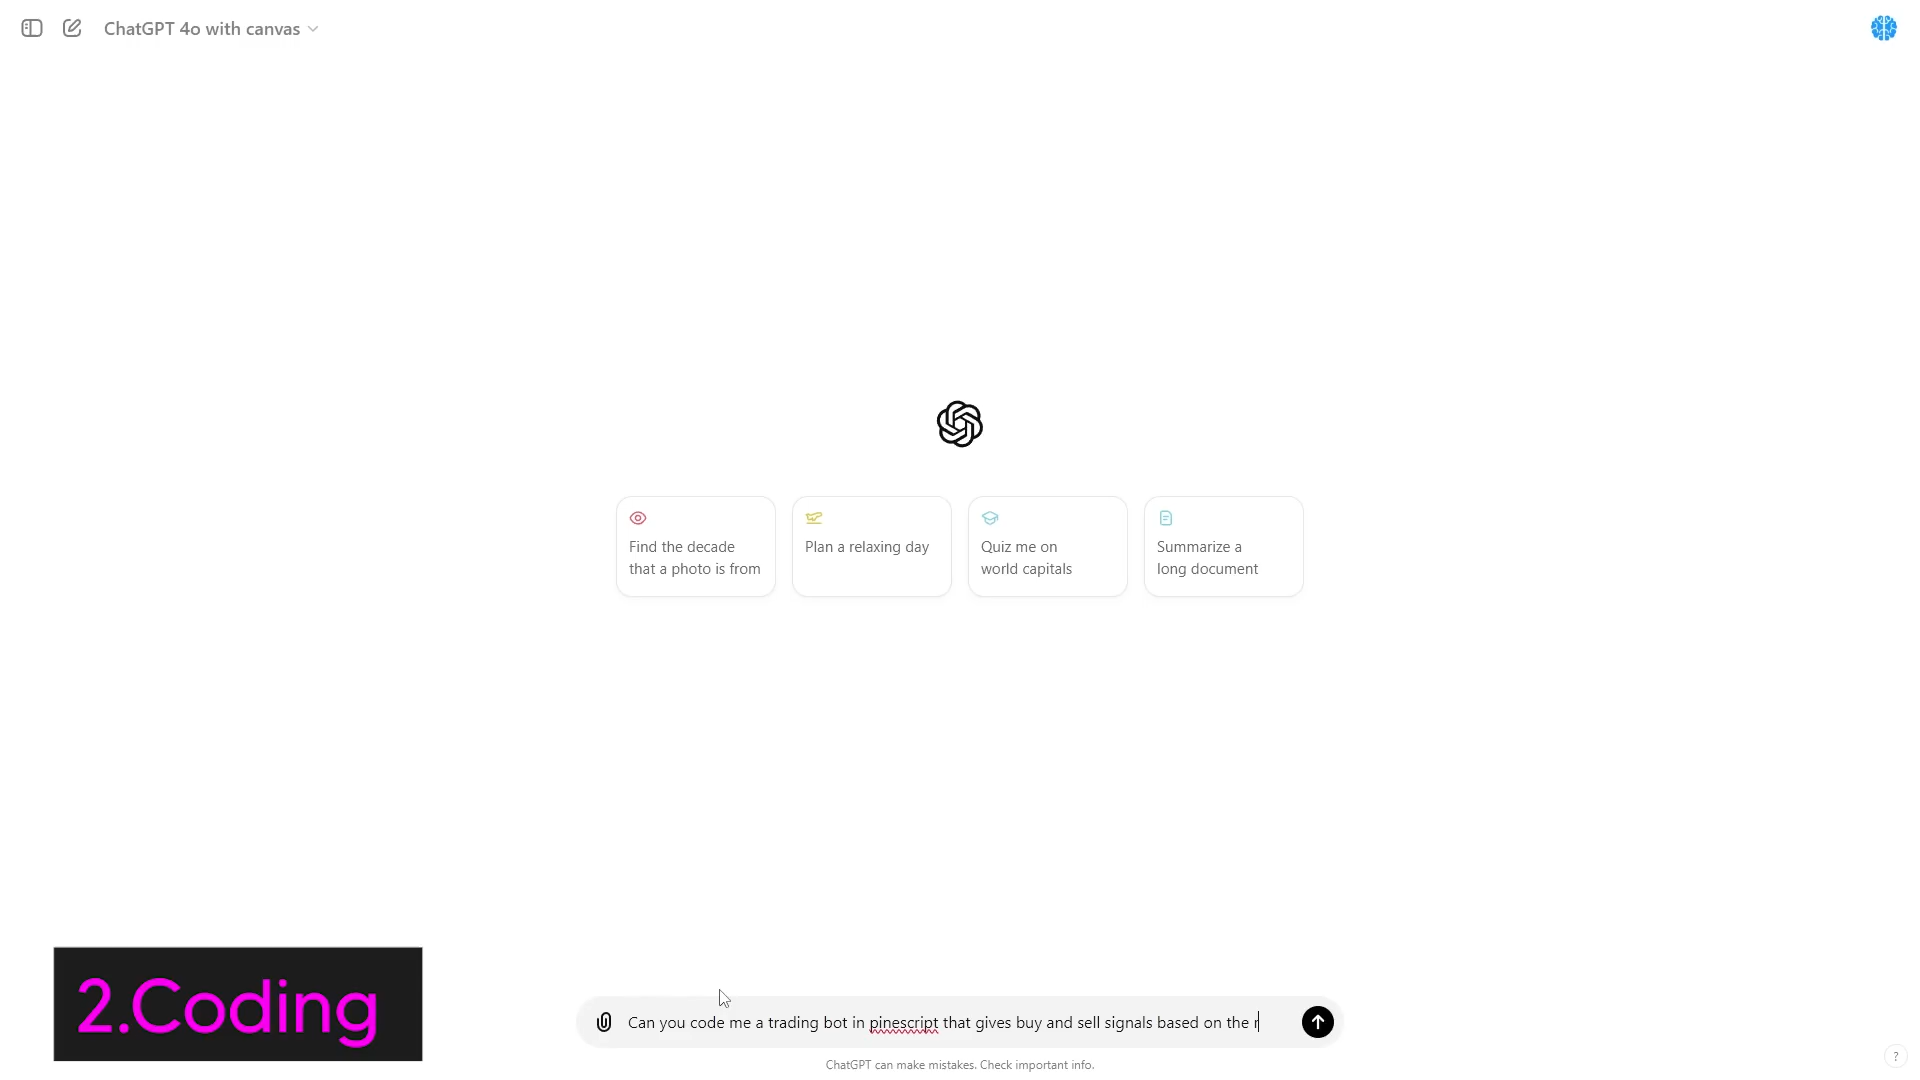 ChatGPT 4o with canvas
Find the decade
that a photo is from
Plan a relaxing day
Quiz me on
world capitals
Summarize a
long document
2.Coding
Can you code me a trading bot in pinescript that gives buy and sell signals based on the r
ChatGPT can make mistakes. Check important info.
?